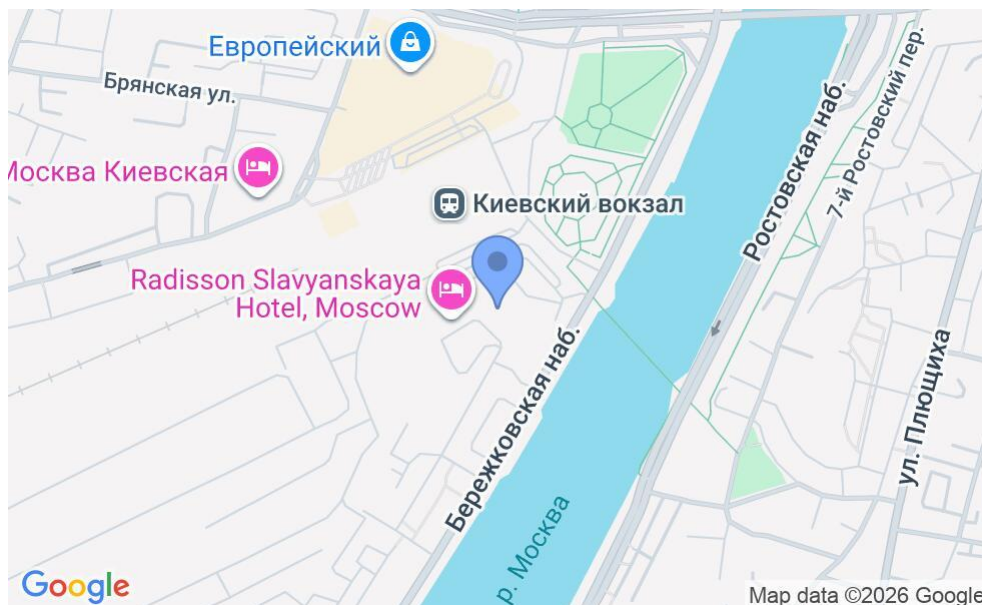 Европейский
Брянская ул.
Москва Киевская
Киевский вокзал
Radisson Slavyanskaya
Hotel, Moscow
Бережковская наб.
р. Москва
Ростовская наб.
7-й Ростовский пер.
ул. Плющиха
Google
Map data ©2026 Google